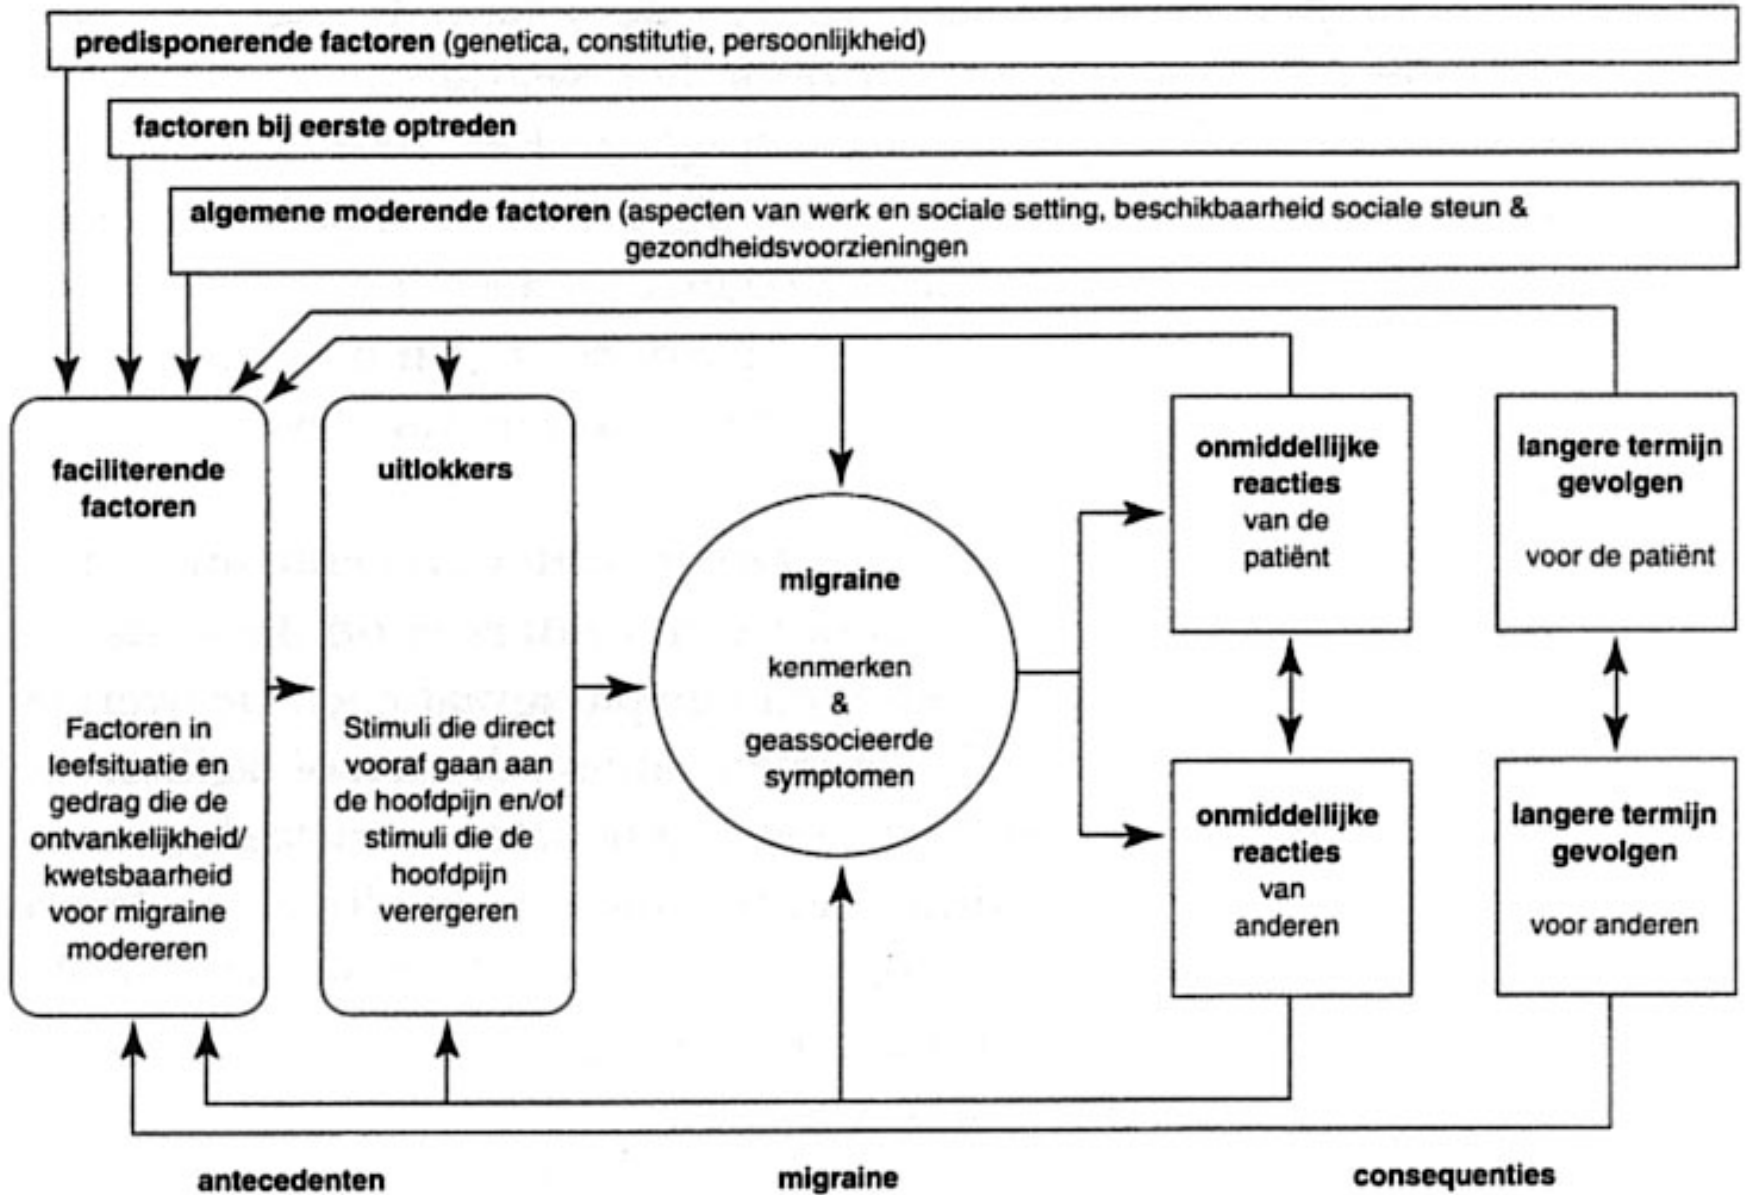 predisponerende factoren (genetica, constitutie, persoonlijkheid)
factoren bij eerste optreden
algemene moderende factoren (aspecten van werk en sociale setting, beschikbaarheid sociale steun &
gezondheidsvoorzieningen
faciliterende
factoren
Factoren in
leefsituatie en
gedrag die de
ontvankelijkheid/
kwetsbaarheid
voor migraine
modereren
uitlokkers
Stimuli die direct
vooraf gaan aan
de hoofdpijn en/of
stimuli die de
hoofdpijn
verergeren
migraine
kenmerken
&
geassocieerde
symptomen
onmiddellijke
reacties
van de
patiënt
langere termijn
gevolgen
voor de patiënt
onmiddellijke
reacties
van
anderen
langere termijn
gevolgen
voor anderen
antecedenten
migraine
consequenties